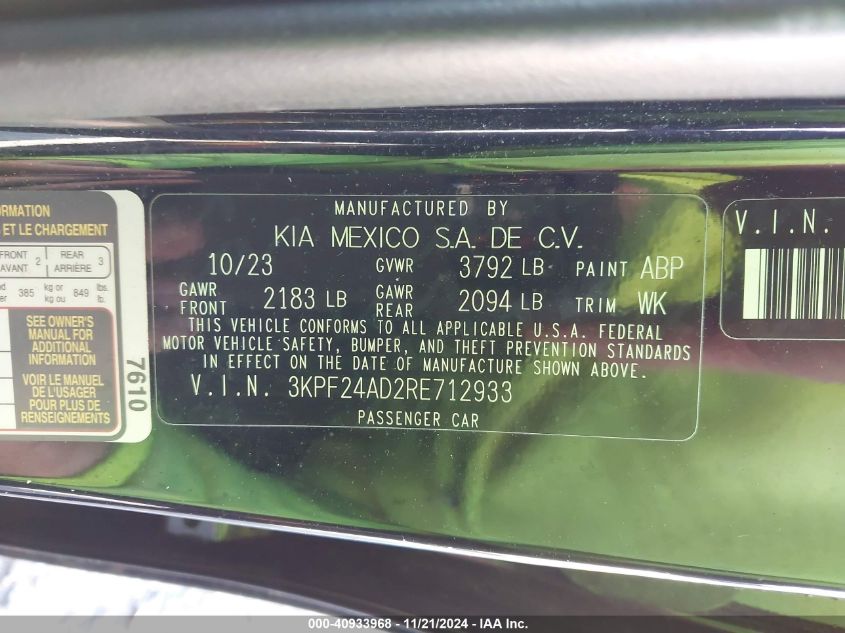 ORMATION
ET LE CHARGEMENT
FRONT
AVANT 2
REAR
ARRIÈRE 3
385 kg or
kg ou 849 lbs.
lb.
SEE OWNER'S
MANUAL FOR
ADDITIONAL
INFORMATION
VOIR LE MANUEL
DE L'USAGER
POUR PLUS DE
RENSEIGNEMENTS
7610
MANUFACTURED BY
KIA MEXICO S.A. DE C.V.
10/23 GVWR 3792 LB PAINT ABP
GAWR FRONT 2183 LB GAWR REAR 2094 LB TRIM WK
THIS VEHICLE CONFORMS TO ALL APPLICABLE U.S.A. FEDERAL
MOTOR VEHICLE SAFETY, BUMPER, AND THEFT PREVENTION STANDARDS
IN EFFECT ON THE DATE OF MANUFACTURE SHOWN ABOVE.
V.I.N. 3KPF24AD2RE712933
PASSENGER CAR
V.I.N.
000-40933968 - 11/21/2024 - IAA Inc.